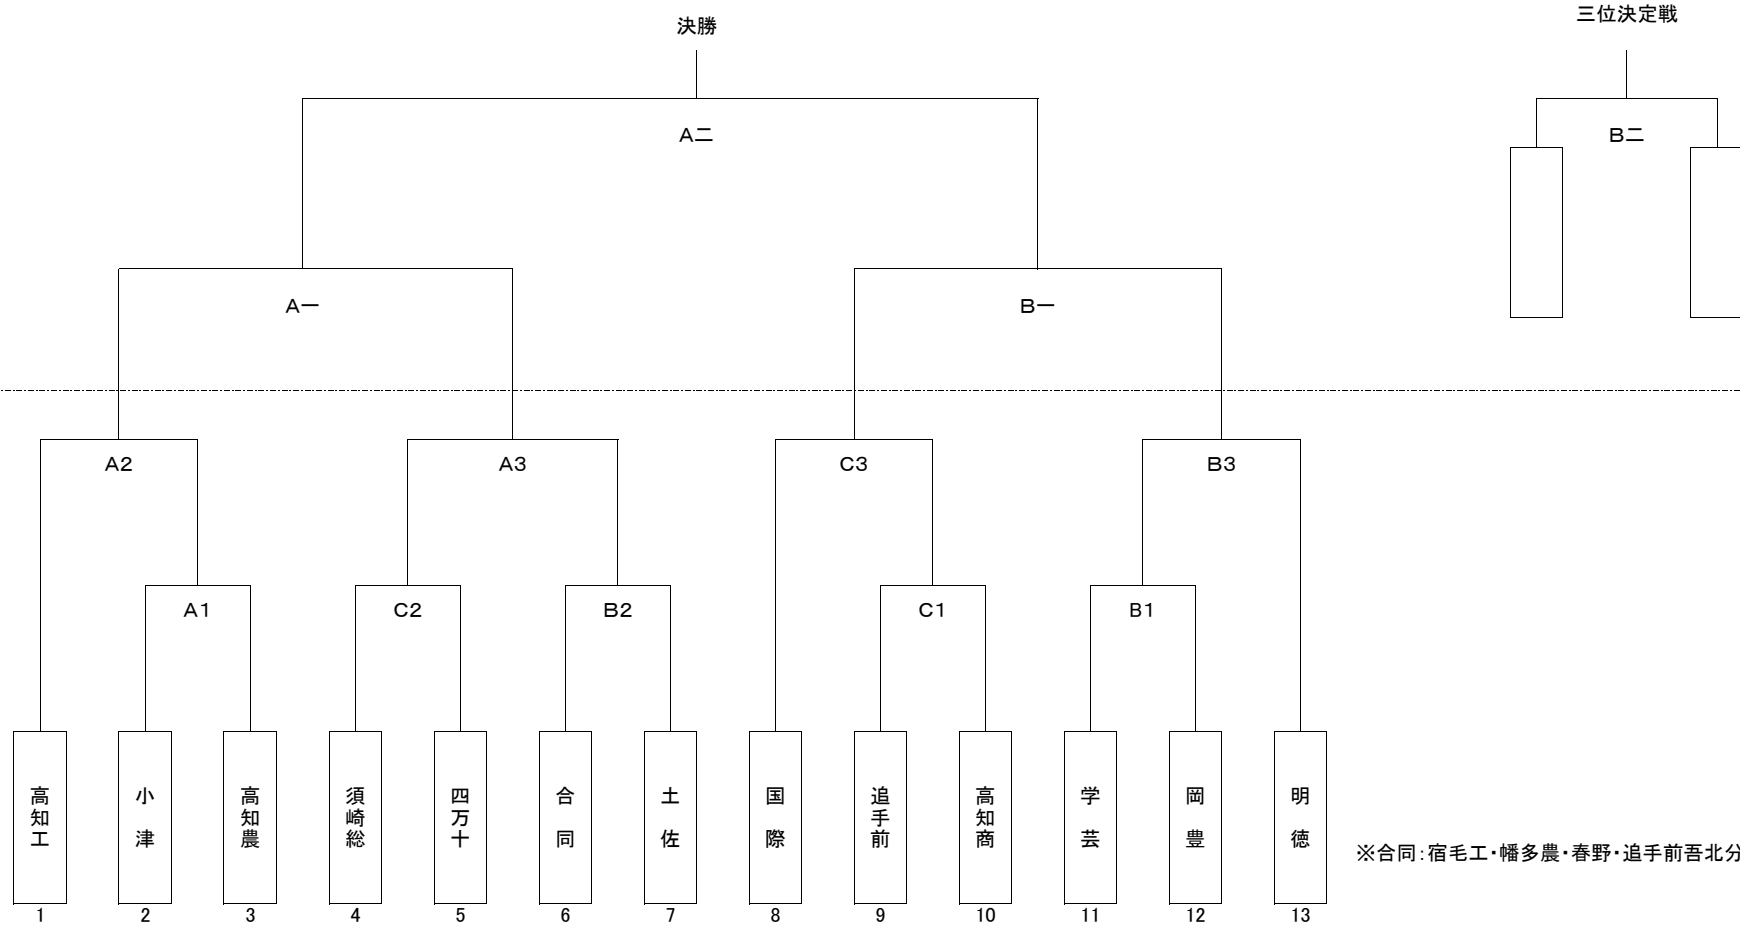 決勝
三位決定戦
A二
B二
A一
B一
A2
A3
C3
B3
A1
C2
B2
C1
B1
高知工
小津
高知農
須崎総
四万十
合同
土佐
国際
追手前
高知商
学芸
岡豊
明徳
※合同：宿毛工・幡多農・春野・追手前吾北分
1
2
3
4
5
6
7
8
9
10
11
12
13